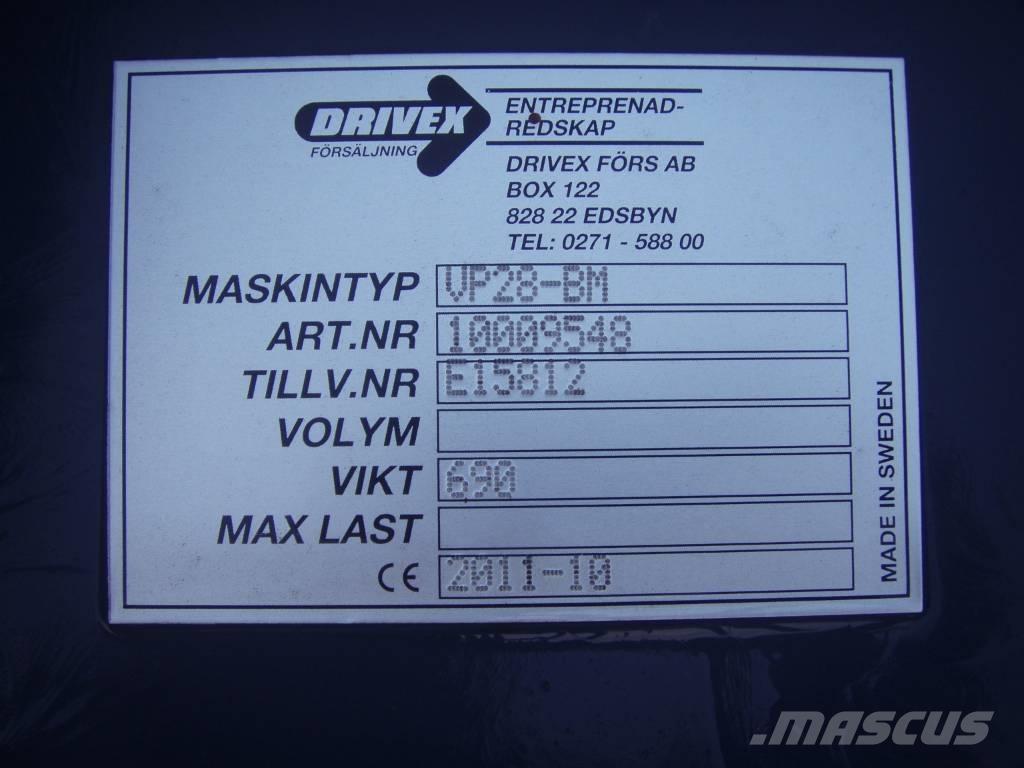 DRIVEX
FÖRSÄLJNING
ENTREPRENAD-
REDSKAP
DRIVEX FÖRS AB
BOX 122
828 22 EDSBYN
TEL: 0271 - 588 00
MASKINTYP VP28-BM
ART.NR 10009548
TILLV.NR E15812
VOLYM
VIKT 690
MAX LAST
CE 2011-10
MADE IN SWEDEN
.MASCUS